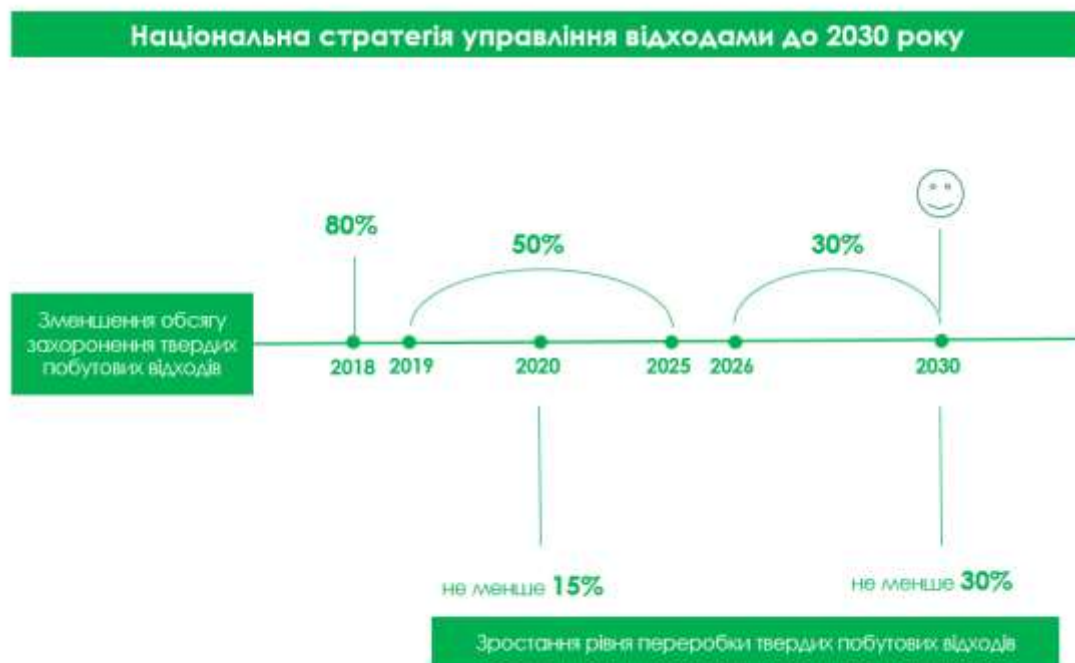 Національна стратегія управління відходами до 2030 року
80%
50%
30%
Зменшення обсягу
захоронення твердих
побутових відходів
2018
2019
2020
2025
2026
2030
не менше 15%
не менше 30%
Зростання рівня переробки твердих побутових відходів